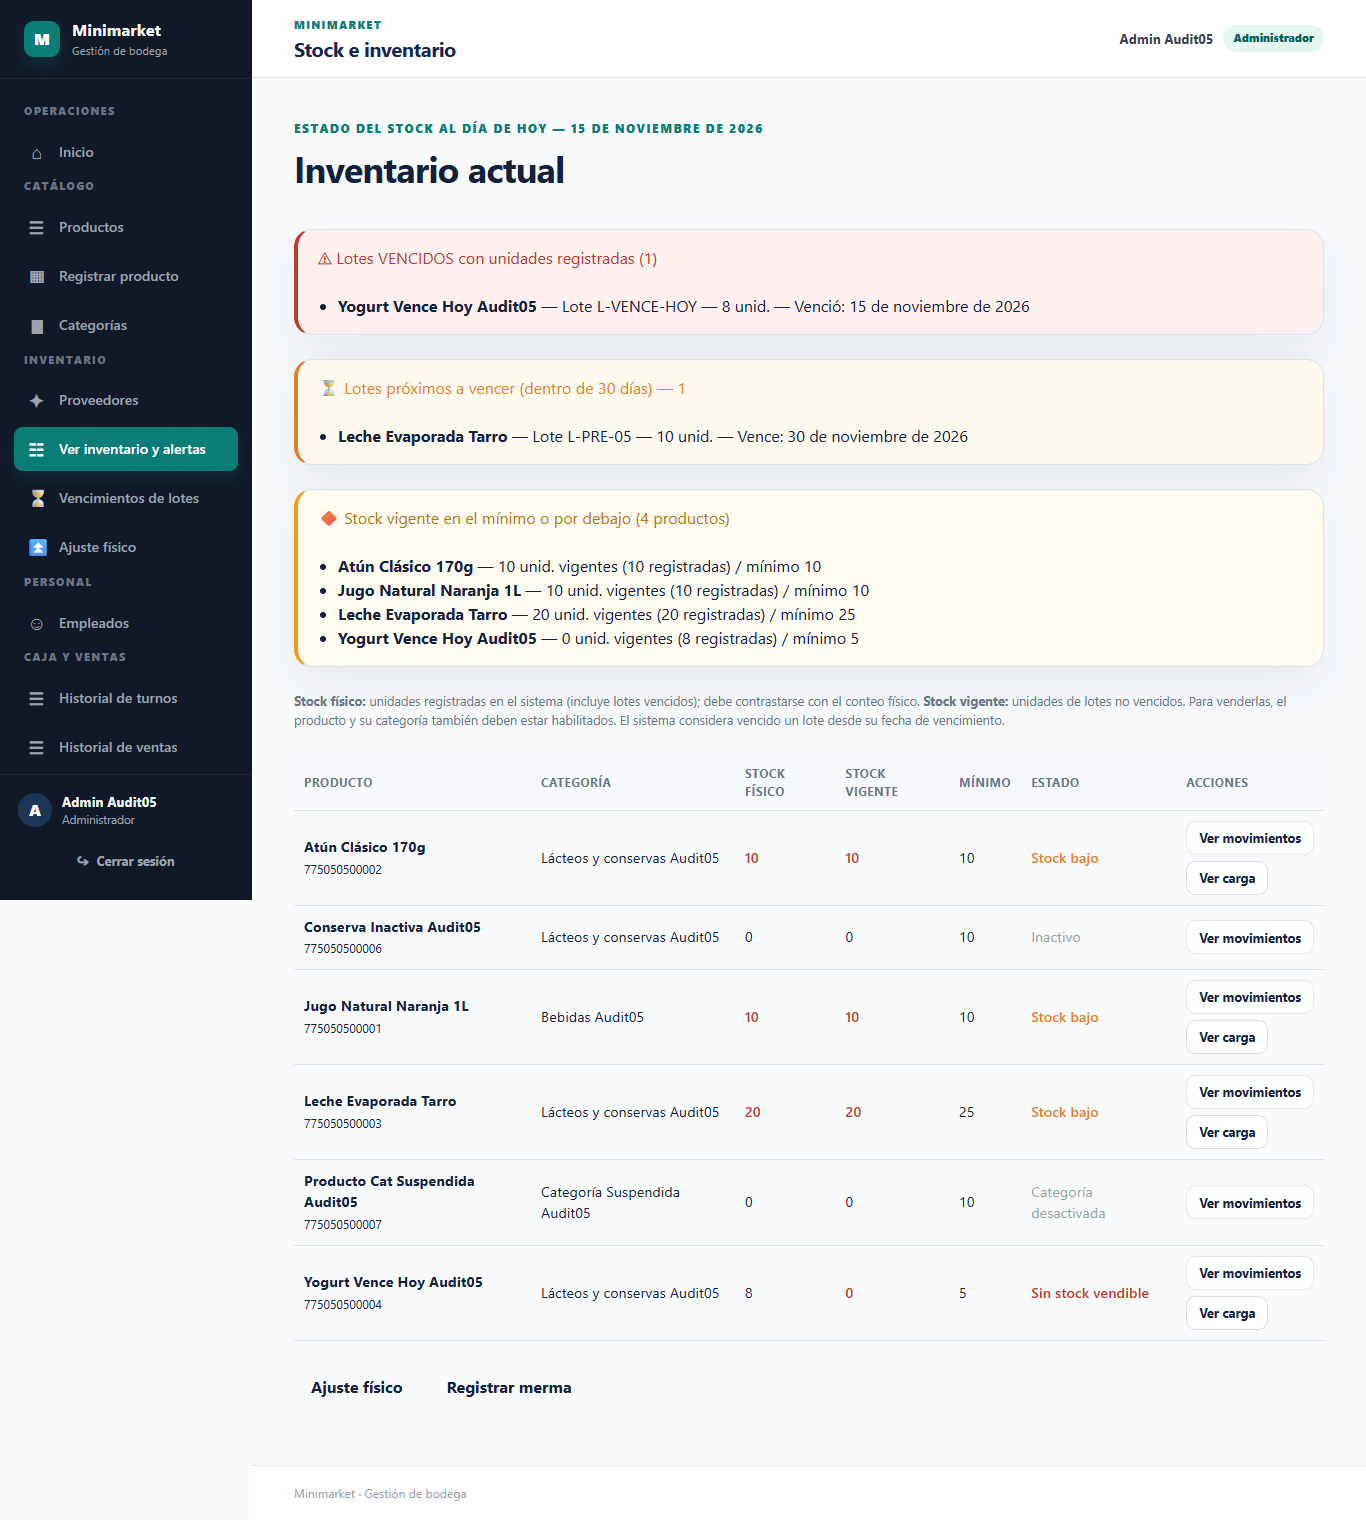 M
Minimarket
Gestión de bodega
OPERACIONES
Inicio
CATÁLOGO
Productos
Registrar producto
Categorías
INVENTARIO
Proveedores
Ver inventario y alertas
Vencimientos de lotes
Ajuste físico
PERSONAL
Empleados
CAJA Y VENTAS
Historial de turnos
Historial de ventas
A
Admin Audit05
Administrador
Cerrar sesión
MINIMARKET
Stock e inventario
Admin Audit05 Administrador
ESTADO DEL STOCK AL DÍA DE HOY — 15 DE NOVIEMBRE DE 2026
Inventario actual
⚠ Lotes VENCIDOS con unidades registradas (1)
• Yogurt Vence Hoy Audit05 — Lote L-VENCE-HOY — 8 unid. — Venció: 15 de noviembre de 2026
⏳ Lotes próximos a vencer (dentro de 30 días) — 1
• Leche Evaporada Tarro — Lote L-PRE-05 — 10 unid. — Vence: 30 de noviembre de 2026
♦ Stock vigente en el mínimo o por debajo (4 productos)
• Atún Clásico 170g — 10 unid. vigentes (10 registradas) / mínimo 10
• Jugo Natural Naranja 1L — 10 unid. vigentes (10 registradas) / mínimo 10
• Leche Evaporada Tarro — 20 unid. vigentes (20 registradas) / mínimo 25
• Yogurt Vence Hoy Audit05 — 0 unid. vigentes (8 registradas) / mínimo 5
Stock físico: unidades registradas en el sistema (incluye lotes vencidos); debe contrastarse con el conteo físico. Stock vigente: unidades de lotes no vencidos. Para venderlas, el
producto y su categoría también deben estar habilitados. El sistema considera vencido un lote desde su fecha de vencimiento.
PRODUCTO CATEGORÍA STOCK FÍSICO STOCK VIGENTE MÍNIMO ESTADO ACCIONES
Atún Clásico 170g
775050500002
Lácteos y conservas Audit05 10 10 10 Stock bajo
Ver movimientos
Ver carga
Conserva Inactiva Audit05
775050500006
Lácteos y conservas Audit05 0 0 10 Inactivo
Ver movimientos
Jugo Natural Naranja 1L
775050500001
Bebidas Audit05 10 10 10 Stock bajo
Ver movimientos
Ver carga
Leche Evaporada Tarro
775050500003
Lácteos y conservas Audit05 20 20 25 Stock bajo
Ver movimientos
Ver carga
Producto Cat Suspendida
Audit05
775050500007
Categoría Suspendida
Audit05
0 0 10
Categoría
desactivada
Ver movimientos
Yogurt Vence Hoy Audit05
775050500004
Lácteos y conservas Audit05 8 0 5 Sin stock vendible
Ver movimientos
Ver carga
Ajuste físico Registrar merma
Minimarket · Gestión de bodega